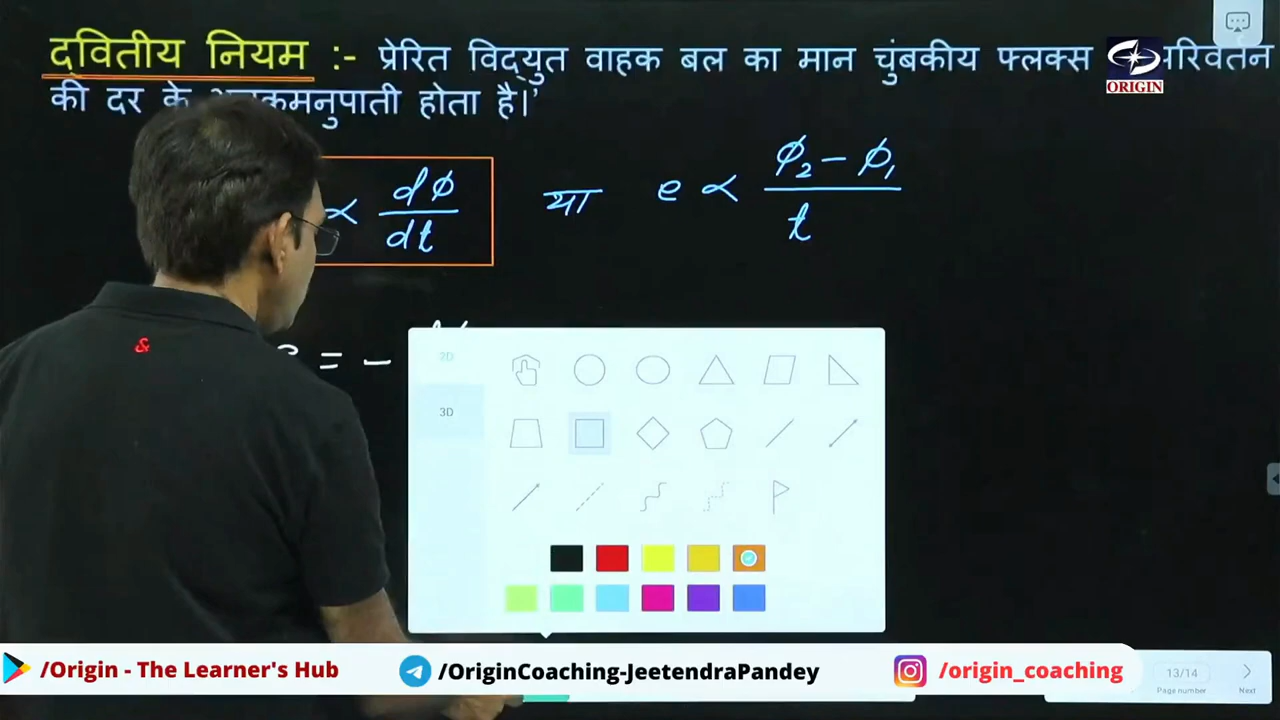 द्वितीय नियम :- प्रेरित विद्युत वाहक बल का मान चुंबकीय फ्लक्स
ORIGIN
की दर के होता है।'
∝ dϕ/dt या e ∝ (ϕ₂ − ϕ₁)/t
&
= −
2D
3D
/Origin - The Learner's Hub /OriginCoaching-JeetendraPandey /origin_coaching
13/14
Page number
Next